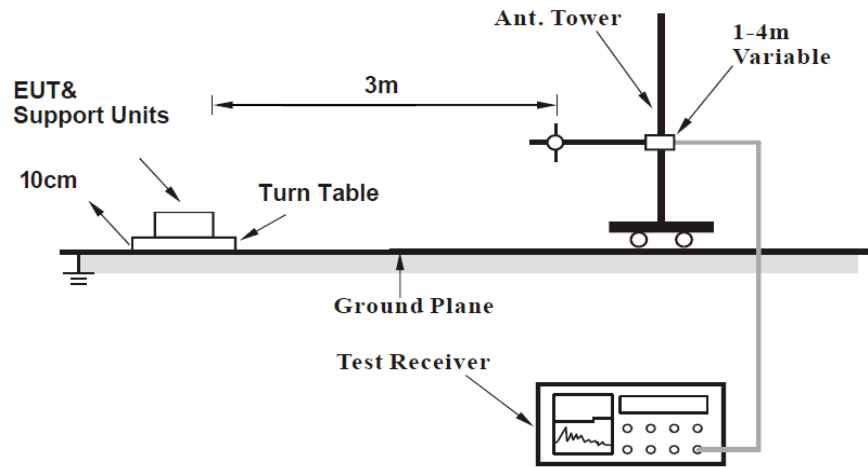 Ant. Tower
1-4m
Variable
3m
EUT&
Support Units
10cm
Turn Table
Ground Plane
Test Receiver